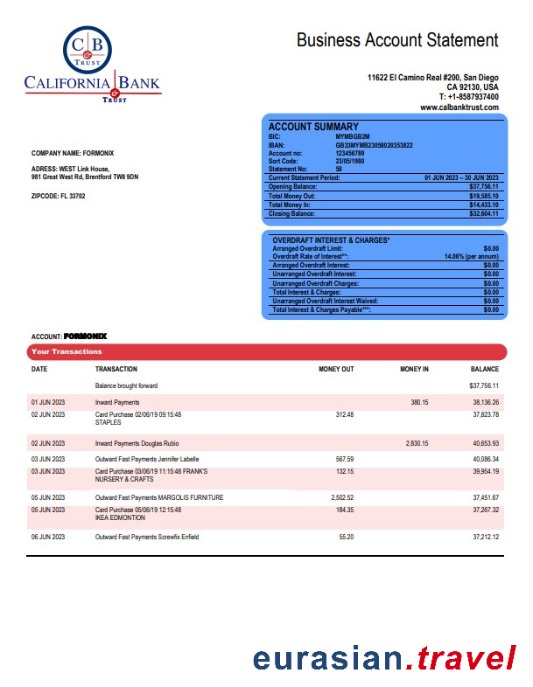 C B
& TRUST
CALIFORNIA BANK
& TRUST
Business Account Statement
11622 El Camino Real #200, San Diego
CA 92130, USA
T: +1-8587937400
www.calbanktrust.com
COMPANY NAME: FORMONIX
ADRESS: WEST Link House,
981 Great West Rd, Brentford TW8 9DN
ZIPCODE: FL 33702
ACCOUNT SUMMARY
BIC: MYMBGB2M
IBAN: GB33MYMB23058020353822
Account no: 123456789
Sort Code: 23/05/1980
Statement No: 58
Current Statement Period: 01 JUN 2023 – 30 JUN 2023
Opening Balance: $37,756.11
Total Money Out: $19,585.10
Total Money In: $14,433.10
Closing Balance: $32,604.11
OVERDRAFT INTEREST & CHARGES*
Arranged Overdraft Limit: $0.00
Overdraft Rate of Interest**: 14.06% (per annum)
Arranged Overdraft Interest: $0.00
Unarranged Overdraft Interest: $0.00
Unarranged Overdraft Charges: $0.00
Total Interest & Charges: $0.00
Unarranged Overdraft Interest Waived: $0.00
Total Interest & Charges Payable***: $0.00
ACCOUNT: FORMONIX
Your Transactions
DATE TRANSACTION MONEY OUT MONEY IN BALANCE
Balance brought forward $37,756.11
01 JUN 2023 Inward Payments 380.15 38,136.26
02 JUN 2023 Card Purchase 02/06/19 09:15:48 312.48 37,823.78
STAPLES
02 JUN 2023 Inward Payments Douglas Rubio 2,830.15 40,653.93
03 JUN 2023 Outward Fast Payments Jennifer Labelle 567.59 40,086.34
03 JUN 2023 Card Purchase 03/06/19 11:15:48 FRANK'S 132.15 39,954.19
NURSERY & CRAFTS
05 JUN 2023 Outward Fast Payments MARGOLIS FURNITURE 2,502.52 37,451.67
05 JUN 2023 Card Purchase 05/06/19 12:15:48 184.35 37,267.32
IKEA EDMONTION
06 JUN 2023 Outward Fast Payments Screwfix Enfield 55.20 37,212.12
eurasian.travel